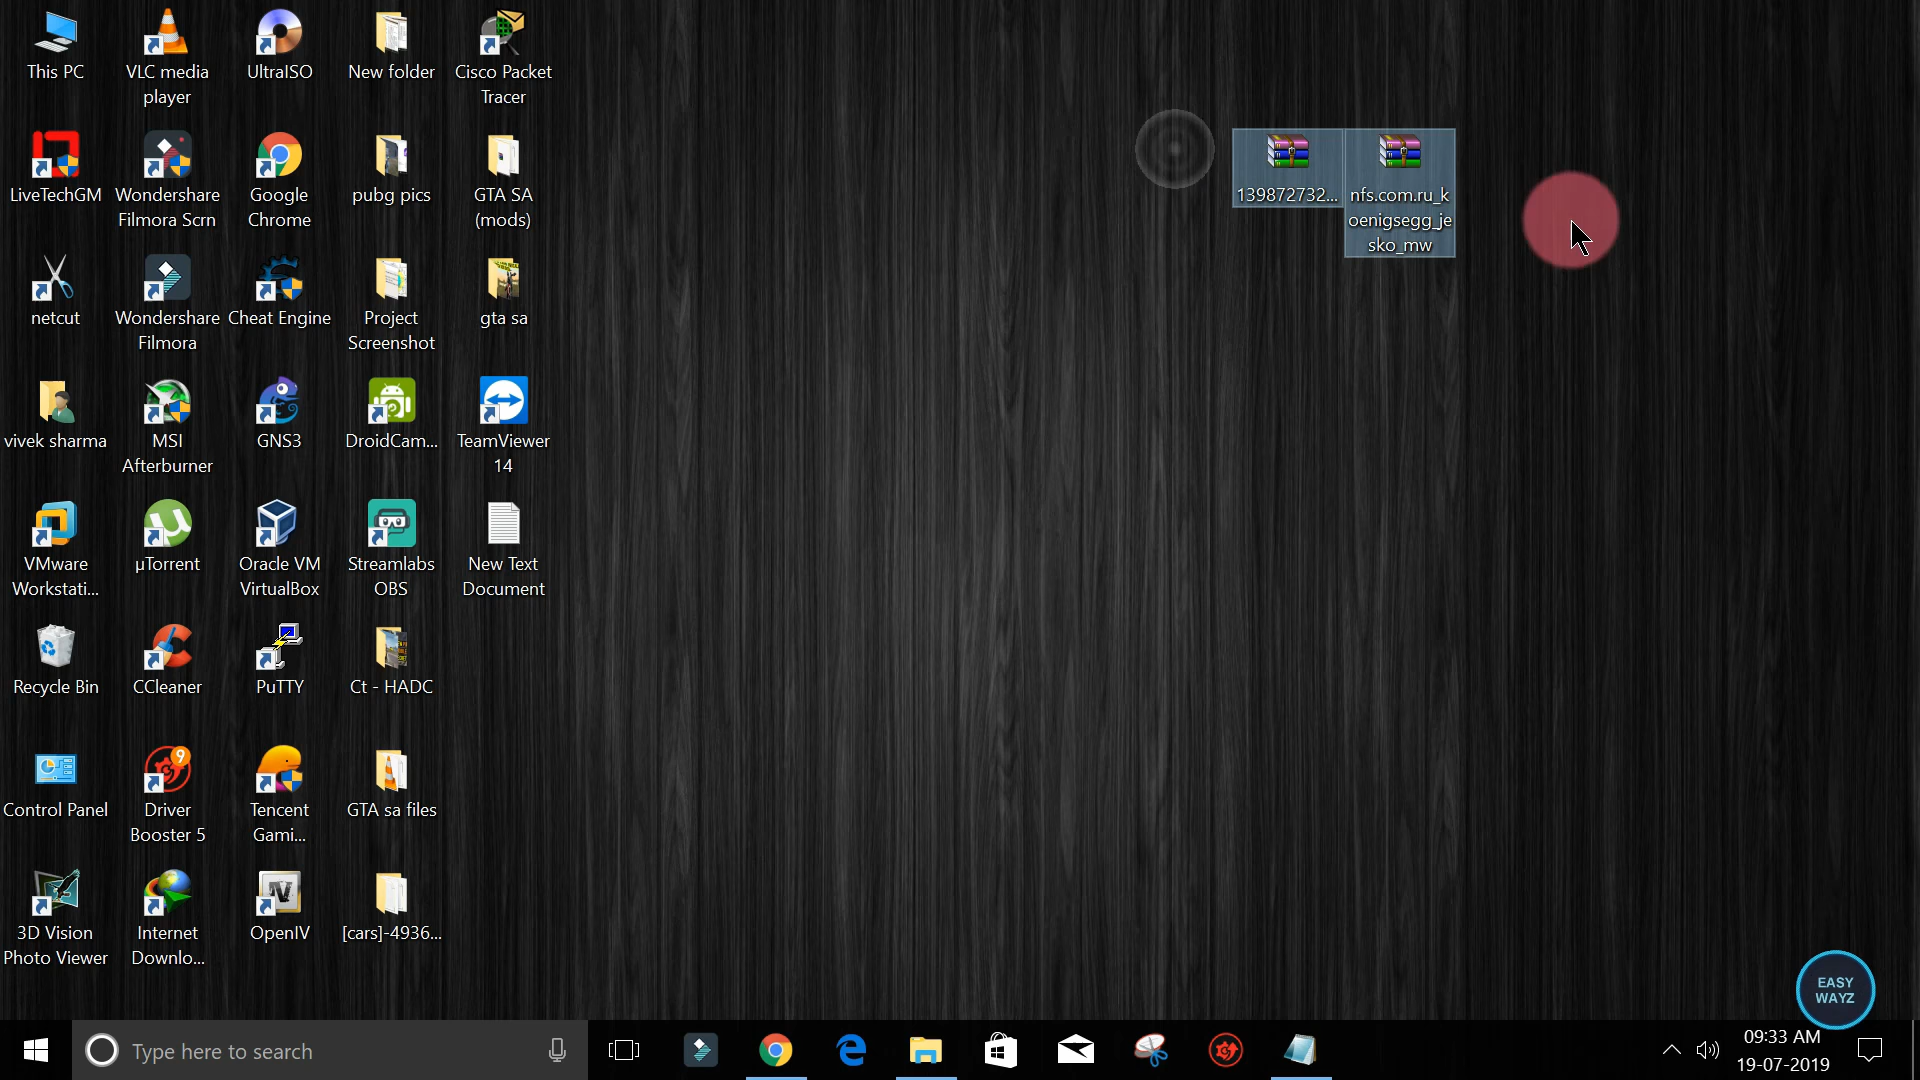 This PC
VLC media
player
UltraISO
New folder
Cisco Packet
Tracer
LiveTechGM
Wondershare
Filmora Scrn
Google
Chrome
pubg pics
GTA SA
(mods)
139872732...
nfs.com.ru_k
oenigsegg_je
sko_mw
netcut
Wondershare
Filmora
Cheat Engine
Project
Screenshot
gta sa
vivek sharma
MSI
Afterburner
GNS3
DroidCam...
TeamViewer
14
VMware
Workstati...
µTorrent
Oracle VM
VirtualBox
Streamlabs
OBS
New Text
Document
Recycle Bin
CCleaner
PuTTY
Ct - HADC
Control Panel
9
Driver
Booster 5
Tencent
Gami...
GTA sa files
3D Vision
Photo Viewer
Internet
Downlo...
IV
OpenIV
[cars]-4936...
EASY
WAYZ
Type here to search
09:33 AM
19-07-2019